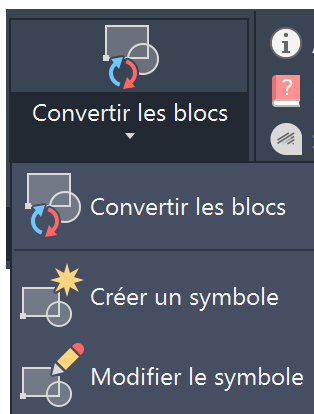 Convertir les blocs
Convertir les blocs
Créer un symbole
Modifier le symbole